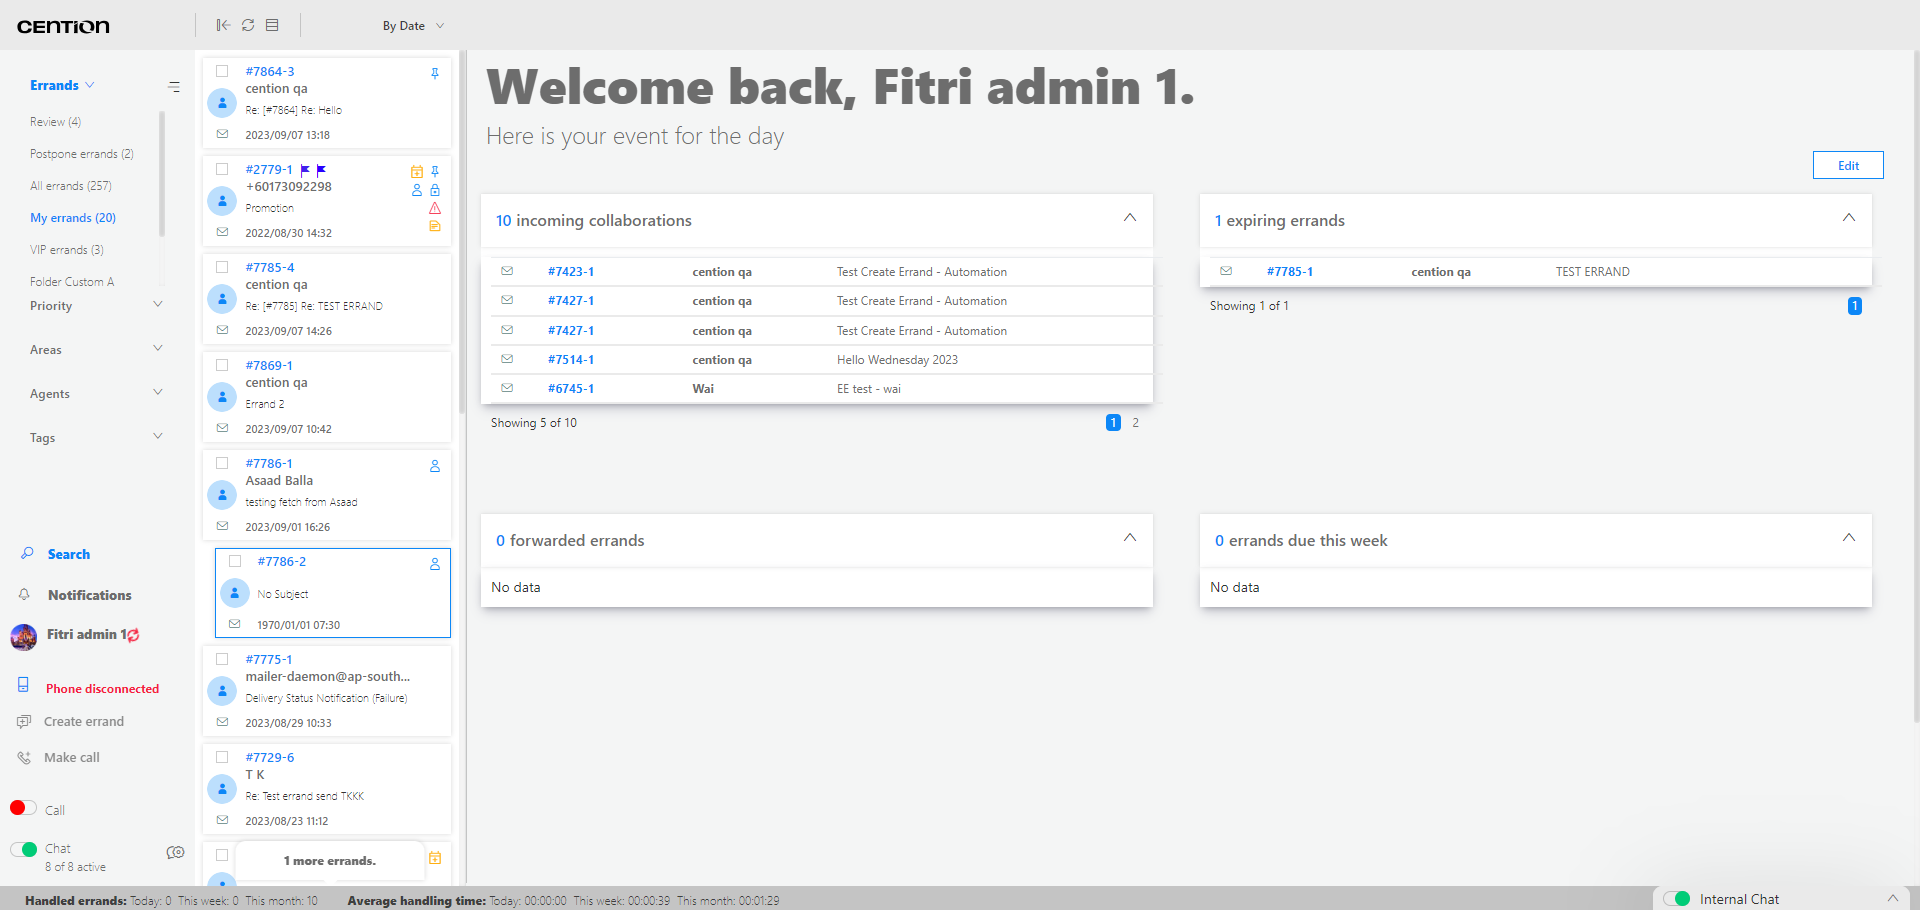 CENTION
By Date
Errands
Review (4)
Postpone errands (2)
All errands (257)
My errands (20)
VIP errands (3)
Folder Custom A
Priority
Areas
Agents
Tags
Search
Notifications
Fitri admin 1
Phone disconnected
Create errand
Make call
Call
Chat
8 of 8 active
#7864-3
cention qa
Re: [#7864] Re: Hello
2023/09/07 13:18
#2779-1
+60173092298
Promotion
2022/08/30 14:32
#7785-4
cention qa
Re: [#7785] Re: TEST ERRAND
2023/09/07 14:26
#7869-1
cention qa
Errand 2
2023/09/07 10:42
#7786-1
Asaad Balla
testing fetch from Asaad
2023/09/01 16:26
#7786-2
No Subject
1970/01/01 07:30
#7775-1
mailer-daemon@ap-south...
Delivery Status Notification (Failure)
2023/08/29 10:33
#7729-6
T K
Re: Test errand send TKKK
2023/08/23 11:12
1 more errands.
Welcome back, Fitri admin 1.
Here is your event for the day
Edit
10 incoming collaborations
#7423-1 cention qa Test Create Errand - Automation
#7427-1 cention qa Test Create Errand - Automation
#7427-1 cention qa Test Create Errand - Automation
#7514-1 cention qa Hello Wednesday 2023
#6745-1 Wai EE test - wai
Showing 5 of 10
1 2
1 expiring errands
#7785-1 cention qa TEST ERRAND
Showing 1 of 1
1
0 forwarded errands
No data
0 errands due this week
No data
Handled errands: Today: 0 This week: 0 This month: 10 Average handling time: Today: 00:00:00 This week: 00:00:39 This month: 00:01:29
Internal Chat